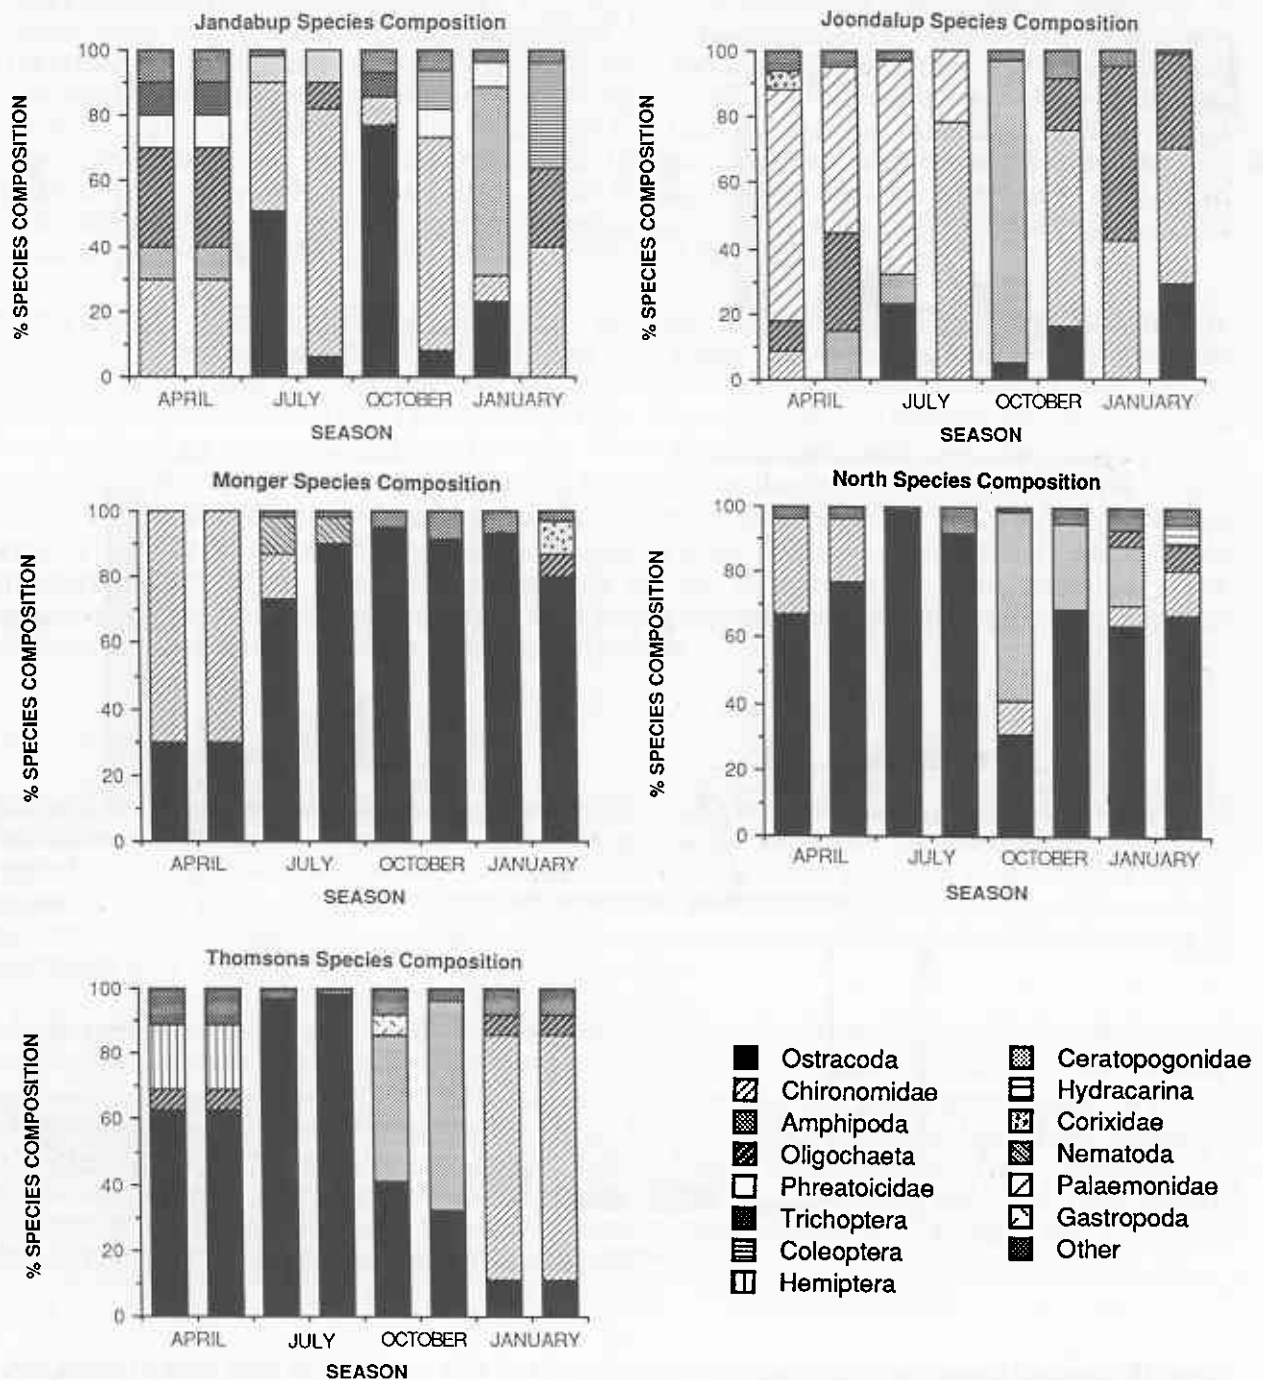 Jandabup Species Composition
% SPECIES COMPOSITION
100
80
60
40
20
0
APRIL JULY OCTOBER JANUARY
SEASON
Joondalup Species Composition
% SPECIES COMPOSITION
100
80
60
40
20
0
APRIL JULY OCTOBER JANUARY
SEASON
Monger Species Composition
% SPECIES COMPOSITION
100
80
60
40
20
0
APRIL JULY OCTOBER JANUARY
SEASON
North Species Composition
% SPECIES COMPOSITION
100
80
60
40
20
0
APRIL JULY OCTOBER JANUARY
SEASON
Thomsons Species Composition
% SPECIES COMPOSITION
100
80
60
40
20
0
APRIL JULY OCTOBER JANUARY
SEASON
Ostracoda
Chironomidae
Amphipoda
Oligochaeta
Phreatoicidae
Trichoptera
Coleoptera
Hemiptera
Ceratopogonidae
Hydracarina
Corixidae
Nematoda
Palaemonidae
Gastropoda
Other